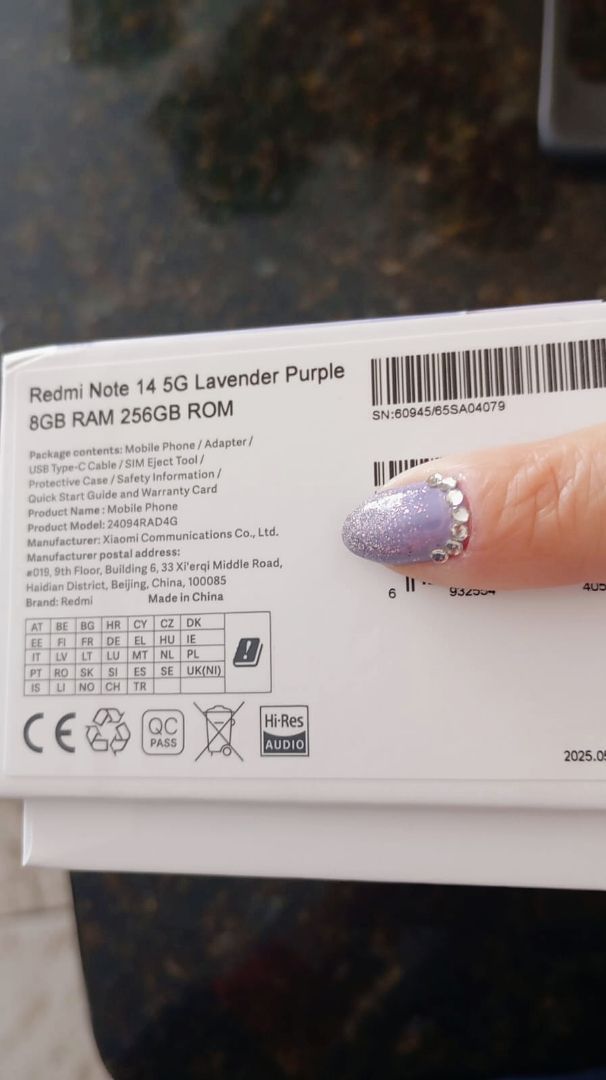 Redmi Note 14 5G Lavender Purple
8GB RAM 256GB ROM
Package contents: Mobile Phone / Adapter /
USB Type-C Cable / SIM Eject Tool /
Protective Case / Safety Information /
Quick Start Guide and Warranty Card
Product Name : Mobile Phone
Product Model: 24094RAD4G
Manufacturer: Xiaomi Communications Co., Ltd.
Manufacturer postal address:
#019, 9th Floor, Building 6, 33 Xi'erqi Middle Road,
Haidian District, Beijing, China, 100085
Brand: Redmi Made in China
AT BE BG HR CY CZ DK
EE FI FR DE EL HU IE
IT LV LT LU MT NL PL
PT RO SK SI ES SE UK(NI)
IS LI NO CH TR
CE
QC
PASS
Hi-Res
AUDIO
SN:60945/65SA04079
6
2025.05